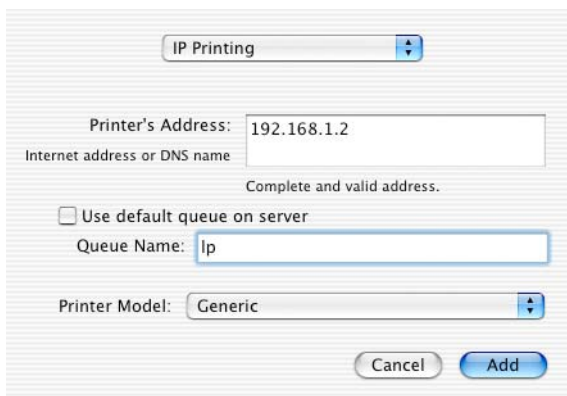 IP Printing
Printer's Address: 192.168.1.2
Internet address or DNS name
Complete and valid address.
Use default queue on server
Queue Name: lp
Printer Model: Generic
Cancel Add